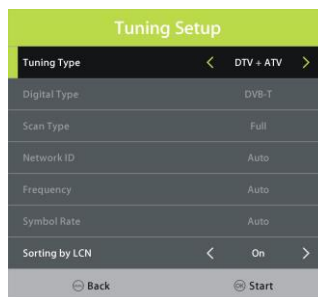 Tuning Setup
Tuning Type < DTV + ATV >
Digital Type DVB-T
Scan Type Full
Network ID Auto
Frequency Auto
Symbol Rate Auto
Sorting by LCN < On >
Back OK Start